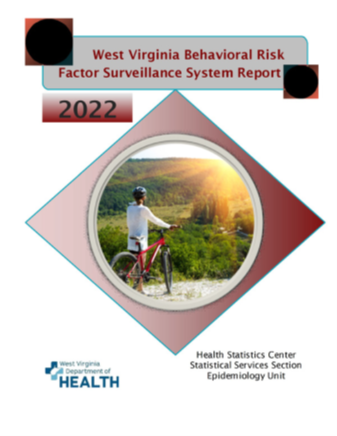 West Virginia Behavioral Risk
Factor Surveillance System Report
2022
Health Statistics Center
Statistical Services Section
Epidemiology Unit
West Virginia
Department of
HEALTH